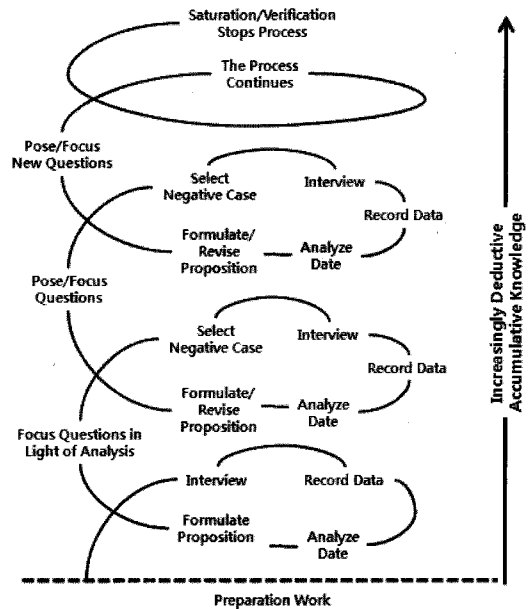 Saturation/Verification
Stops Process
The Process
Continues
Pose/Focus
New Questions
Select
Negative Case
Interview
Record Data
Formulate/
Revise
Proposition
Analyze
Date
Pose/Focus
Questions
Select
Negative Case
Interview
Record Data
Formulate/
Revise
Proposition
Analyze
Date
Focus Questions in
Light of Analysis
Interview
Record Data
Formulate
Proposition
Analyze
Date
Preparation Work
Increasingly Deductive
Accumulative Knowledge